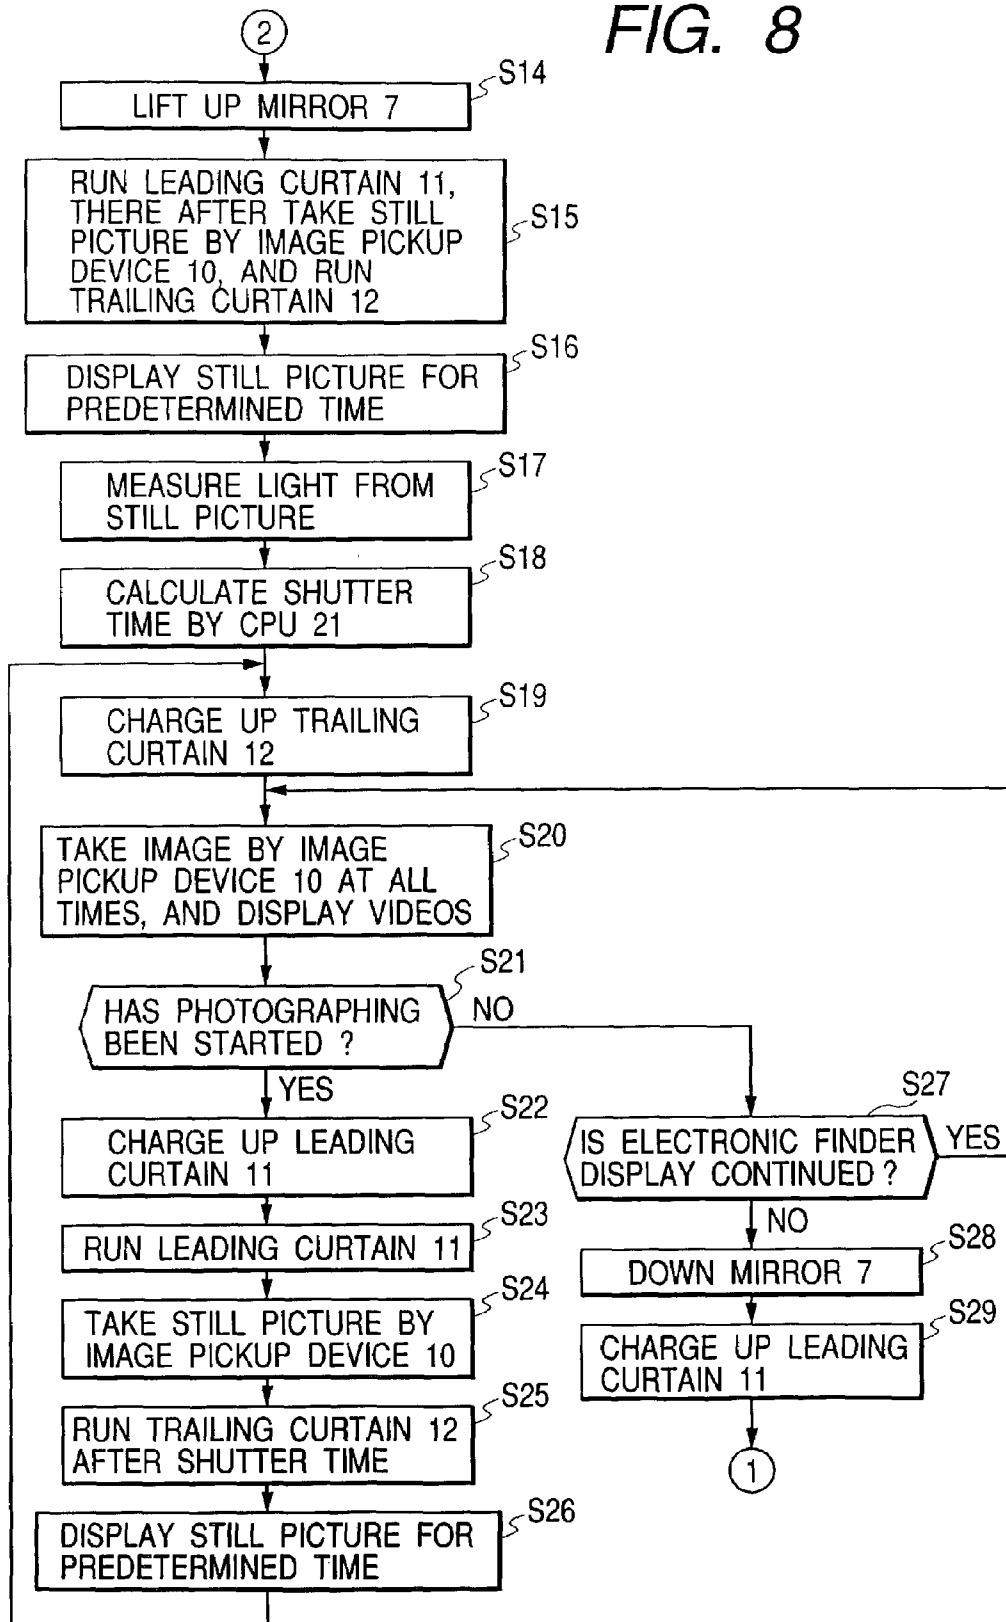 FIG. 8
2
S14
LIFT UP MIRROR 7
RUN LEADING CURTAIN 11,
THERE AFTER TAKE STILL
PICTURE BY IMAGE PICKUP
DEVICE 10, AND RUN
TRAILING CURTAIN 12
S15
S16
DISPLAY STILL PICTURE FOR
PREDETERMINED TIME
S17
MEASURE LIGHT FROM
STILL PICTURE
S18
CALCULATE SHUTTER
TIME BY CPU 21
S19
CHARGE UP TRAILING
CURTAIN 12
S20
TAKE IMAGE BY IMAGE
PICKUP DEVICE 10 AT ALL
TIMES, AND DISPLAY VIDEOS
S21
HAS PHOTOGRAPHING
BEEN STARTED ?
NO
YES
S22
CHARGE UP LEADING
CURTAIN 11
S23
RUN LEADING CURTAIN 11
S24
TAKE STILL PICTURE BY
IMAGE PICKUP DEVICE 10
S25
RUN TRAILING CURTAIN 12
AFTER SHUTTER TIME
S26
DISPLAY STILL PICTURE FOR
PREDETERMINED TIME
S27
IS ELECTRONIC FINDER
DISPLAY CONTINUED ?
YES
NO
S28
DOWN MIRROR 7
S29
CHARGE UP LEADING
CURTAIN 11
1